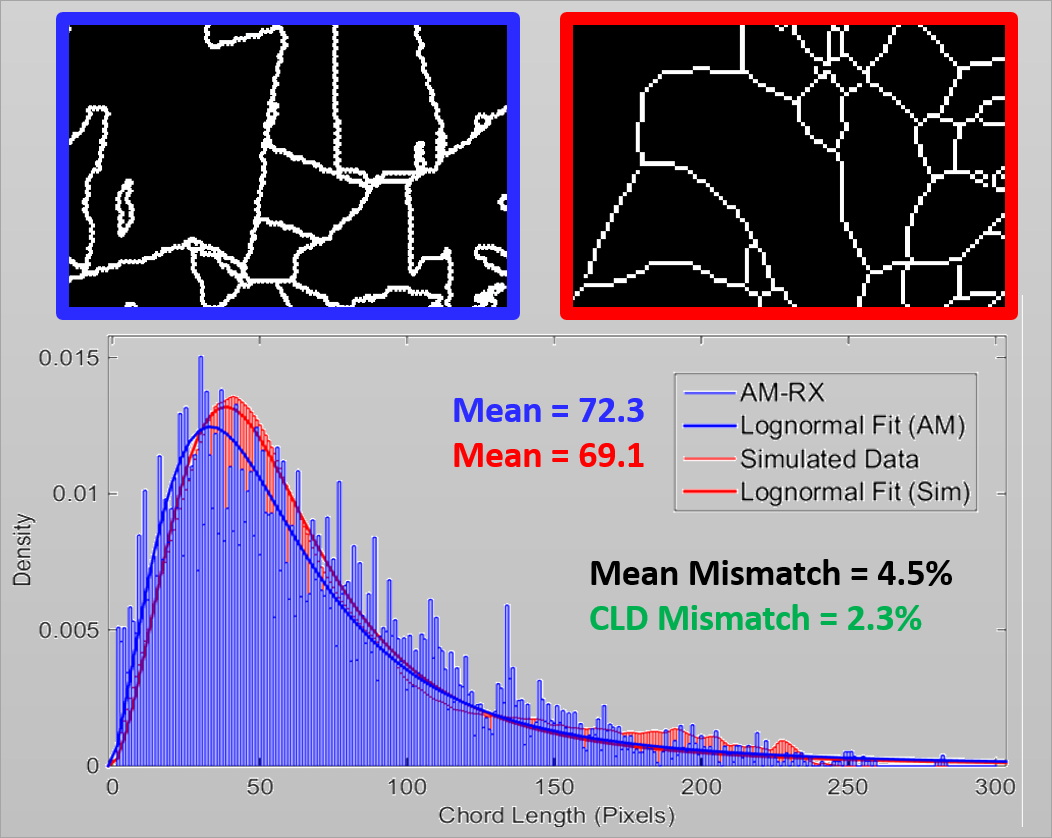 0.015
0.01
0.005
0
Density
Mean = 72.3
Mean = 69.1
AM-RX
Lognormal Fit (AM)
Simulated Data
Lognormal Fit (Sim)
Mean Mismatch = 4.5%
CLD Mismatch = 2.3%
0 50 100 150 200 250 300
Chord Length (Pixels)